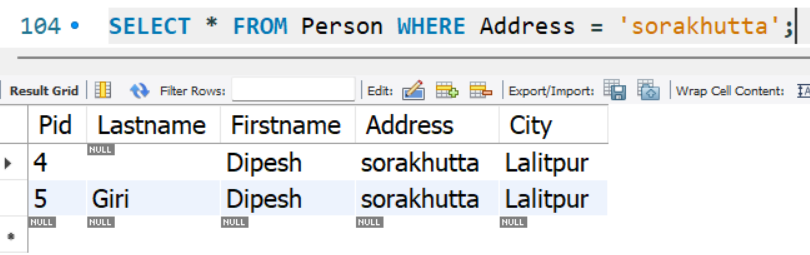 104 SELECT * FROM Person WHERE Address = 'sorakhutta';
Result Grid Filter Rows: Edit: Export/Import: Wrap Cell Content:
Pid Lastname Firstname Address City
4 NULL Dipesh sorakhutta Lalitpur
5 Giri Dipesh sorakhutta Lalitpur
NULL NULL NULL NULL NULL